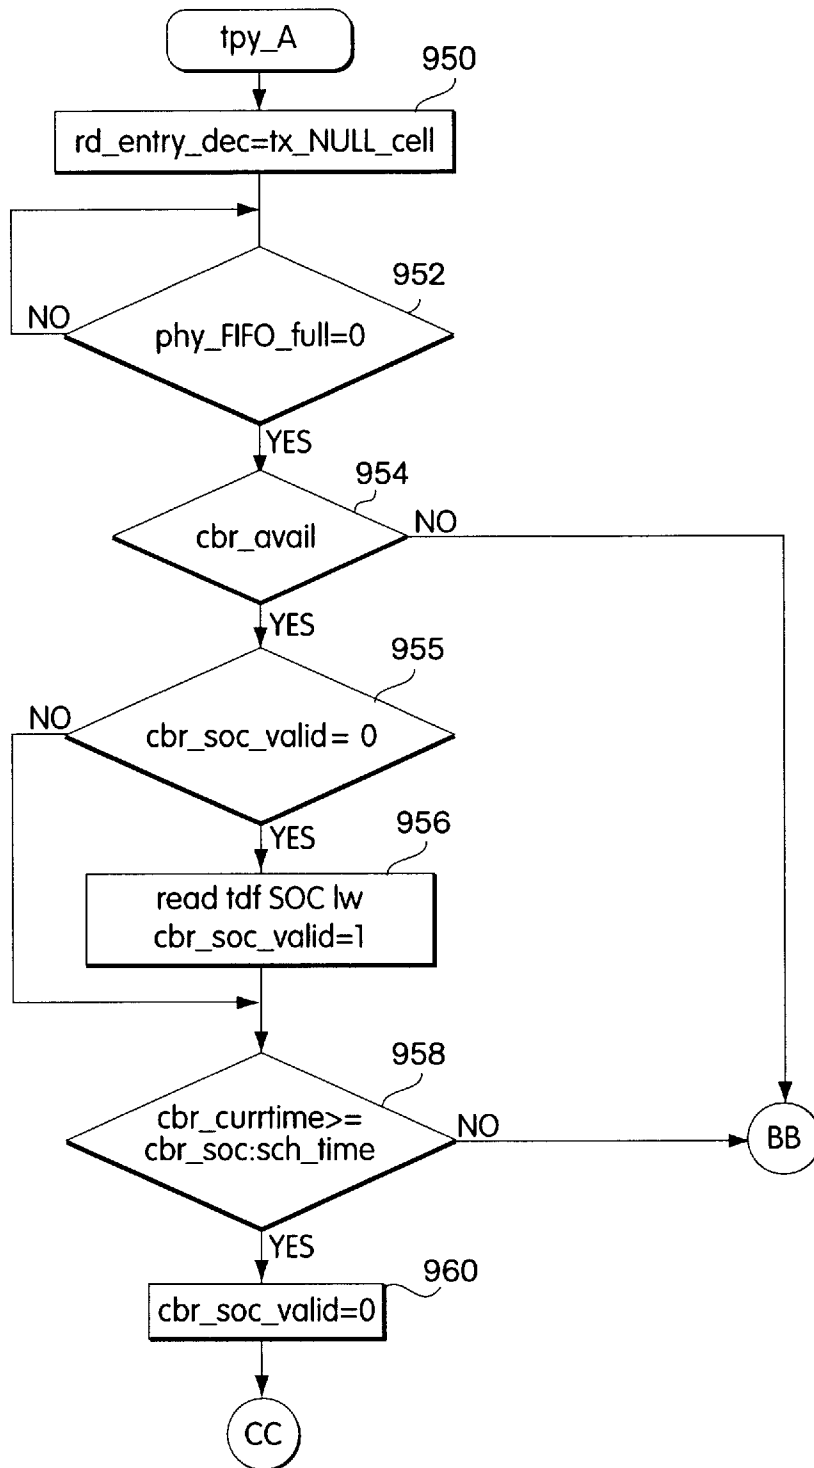 tpy_A
950
rd_entry_dec=tx_NULL_cell
952
NO
phy_FIFO_full=0
YES
954
NO
cbr_avail
YES
955
NO
cbr_soc_valid= 0
YES
956
read tdf SOC lw
cbr_soc_valid=1
958
cbr_currtime>=
cbr_soc:sch_time
NO
BB
YES
960
cbr_soc_valid=0
CC